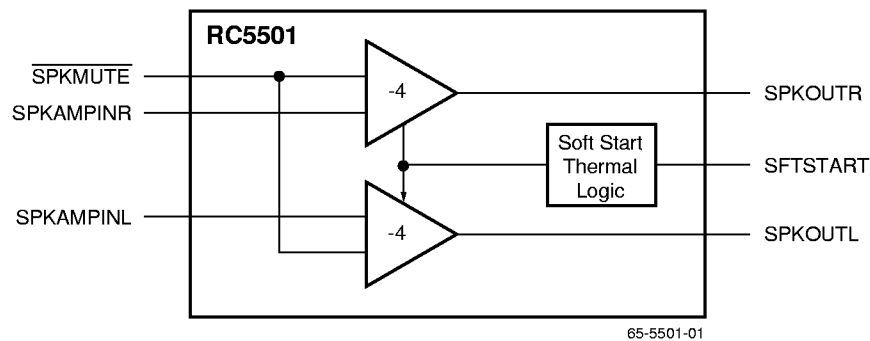 RC5501
SPKMUTE
SPKAMPINR
-4
SPKOUTR
Soft Start
Thermal
Logic
SFTSTART
SPKAMPINL
-4
SPKOUTL
65-5501-01